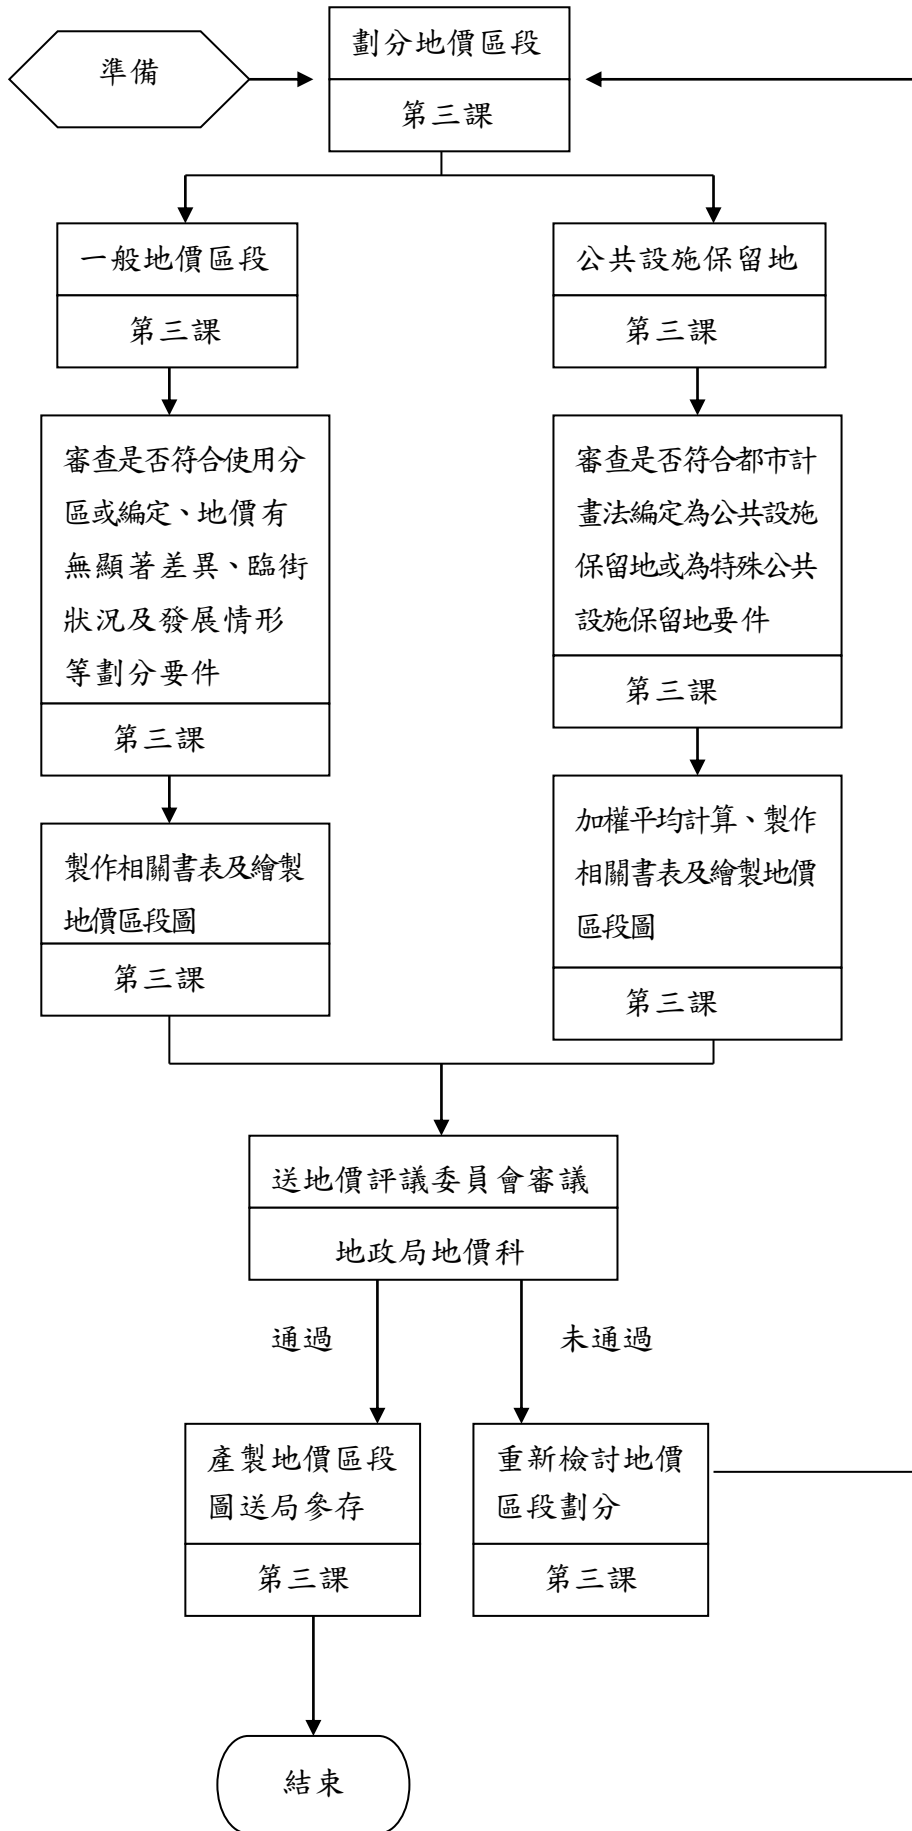 準備
劃分地價區段
第三課
一般地價區段
第三課
公共設施保留地
第三課
審查是否符合使用分
區或編定、地價有
無顯著差異、臨街
狀況及發展情形
等劃分要件
第三課
審查是否符合都市計
畫法編定為公共設施
保留地或為特殊公共
設施保留地要件
第三課
製作相關書表及繪製
地價區段圖
第三課
加權平均計算、製作
相關書表及繪製地價
區段圖
第三課
送地價評議委員會審議
地政局地價科
通過
未通過
產製地價區段
圖送局參存
第三課
重新檢討地價
區段劃分
第三課
結束